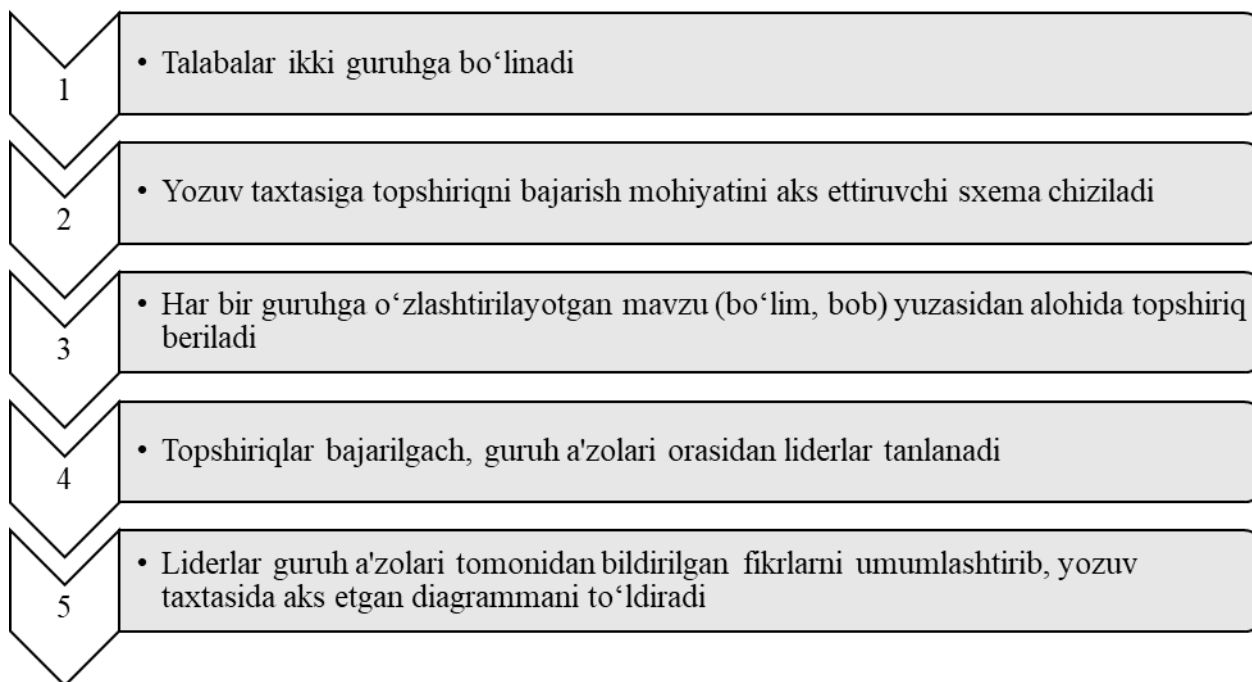 1
• Talabalar ikki guruhga bo‘linadi
2
• Yozuv taxtasiga topshiriqni bajarish mohiyatini aks ettiruvchi sxema chiziladi
3
• Har bir guruhga o‘zlashtirilayotgan mavzu (bo‘lim, bob) yuzasidan alohida topshiriq
beriladi
4
• Topshiriqlar bajarilgach, guruh a'zolari orasidan liderlar tanlanadi
5
• Liderlar guruh a'zolari tomonidan bildirilgan fikrlarni umumlashtirib, yozuv
taxtasida aks etgan diagrammani to‘ldiradi